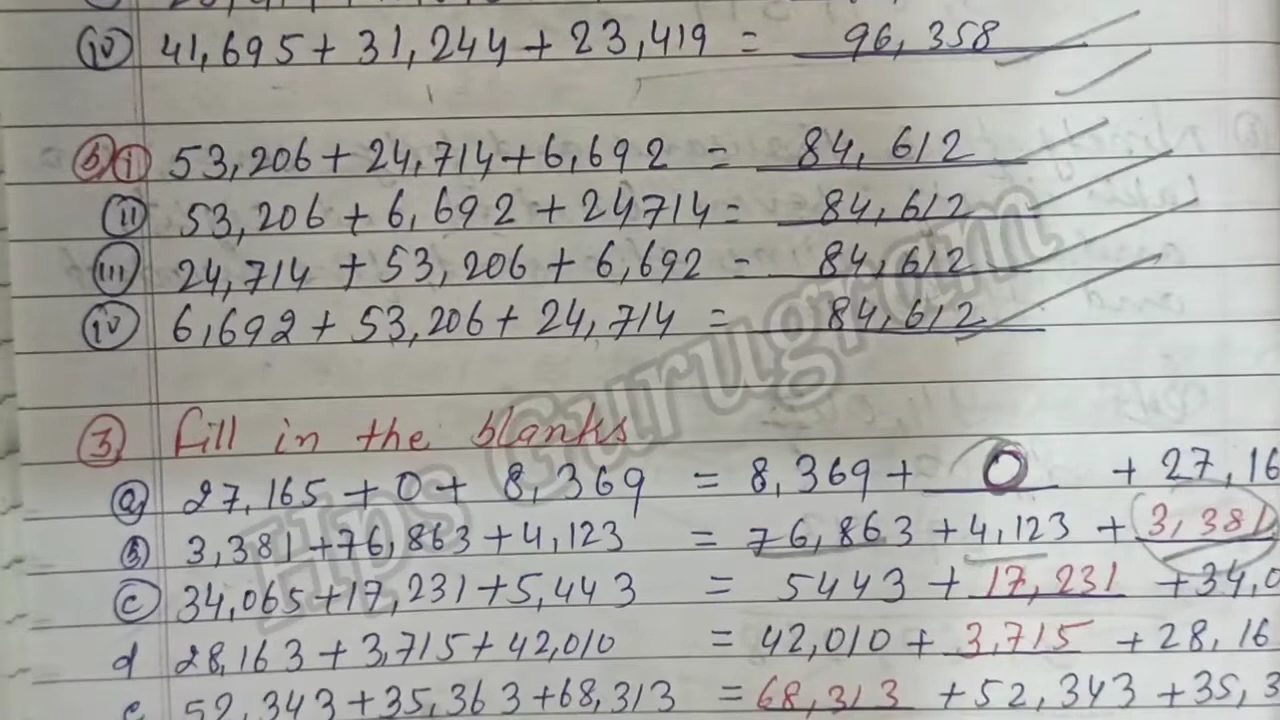 iv 41,695 + 31,244 + 23,419 = 96,358
b i 53,206 + 24,714 + 6,692 = 84,612
ii 53,206 + 6,692 + 24714 = 84,612
iii 24,714 + 53,206 + 6,692 = 84,612
iv 6,692 + 53,206 + 24,714 = 84,612
Hps Gurugram
3 fill in the blanks
a 27,165 + 0 + 8,369 = 8,369 + 0 + 27,16
b 3,381 + 76,863 + 4,123 = 76,863 + 4,123 + 3,381
c 34,065 + 17,231 + 5,443 = 5443 + 17,231 + 34,0
d 28,163 + 3,715 + 42,010 = 42,010 + 3,715 + 28,16
e 52,343 + 35,363 + 68,313 = 68,313 + 52,343 + 35,3